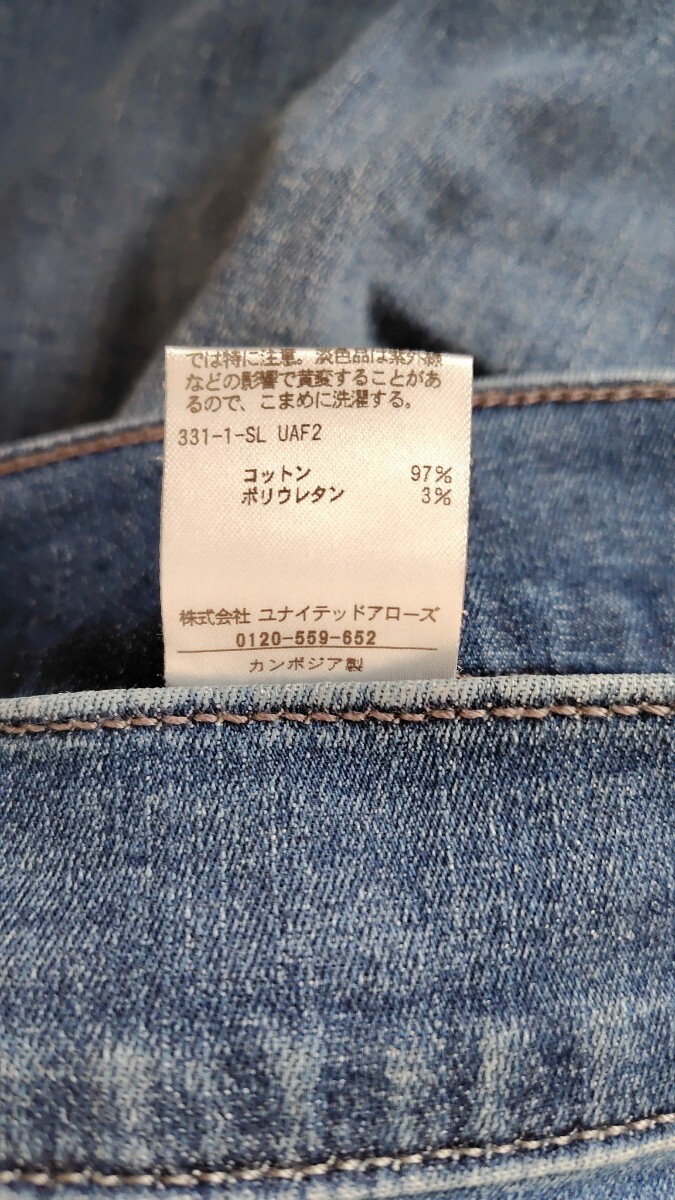 では特に注意。淡色品は紫外線
などの影響で黄変することがあ
るので、こまめに洗濯する。
331-1-SL UAF2
コットン 97%
ポリウレタン 3%
株式会社 ユナイテッドアローズ
0120-559-652
カンボジア製